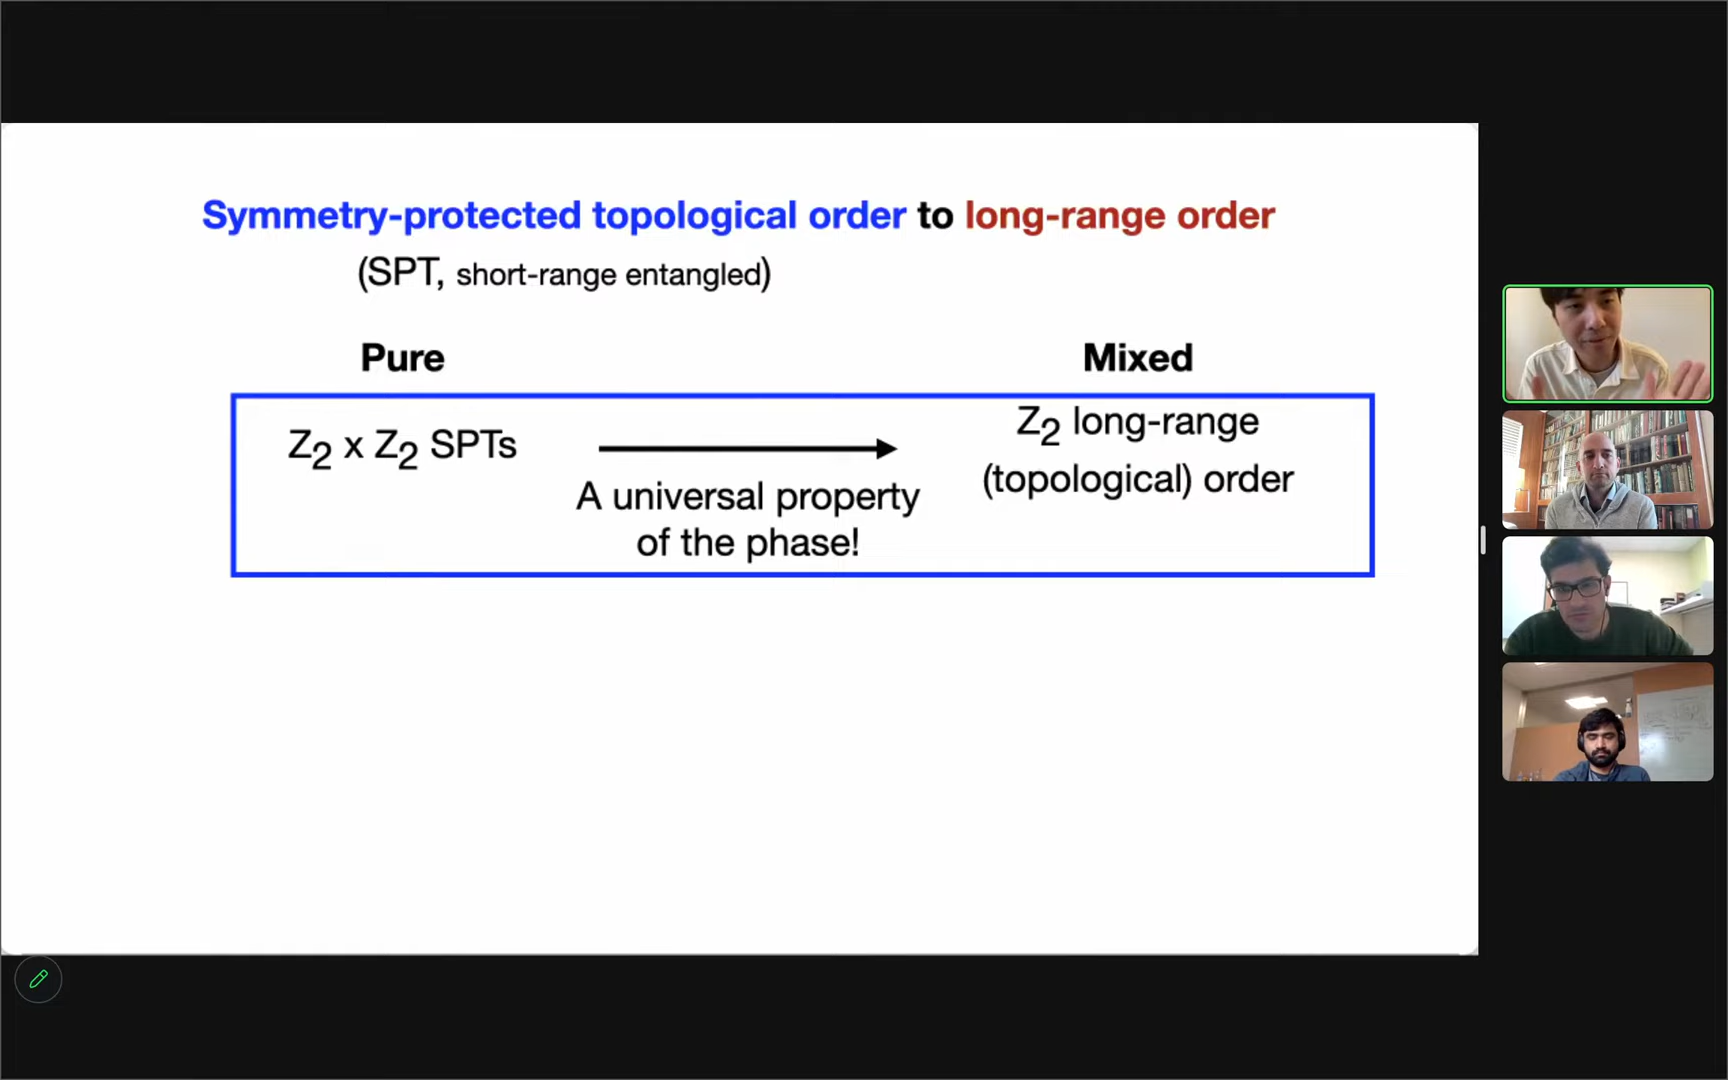 Symmetry-protected topological order to long-range order
(SPT, short-range entangled)
Pure
Mixed
Z2 x Z2 SPTs
Z2 long-range
(topological) order
A universal property
of the phase!